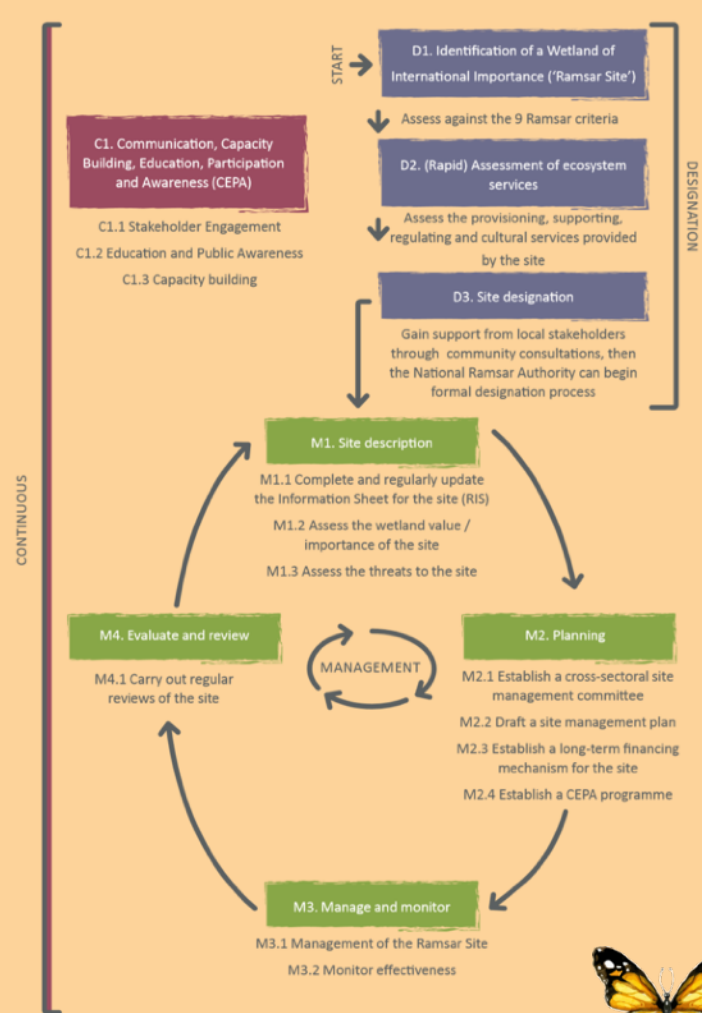 START
D1. Identification of a Wetland of
International Importance (‘Ramsar Site’)
Assess against the 9 Ramsar criteria
D2. (Rapid) Assessment of ecosystem
services
Assess the provisioning, supporting,
regulating and cultural services provided
by the site
D3. Site designation
Gain support from local stakeholders
through community consultations, then
the National Ramsar Authority can begin
formal designation process
DESIGNATION
C1. Communication, Capacity
Building, Education, Participation
and Awareness (CEPA)
C1.1 Stakeholder Engagement
C1.2 Education and Public Awareness
C1.3 Capacity building
CONTINUOUS
M1. Site description
M1.1 Complete and regularly update
the Information Sheet for the site (RIS)
M1.2 Assess the wetland value /
importance of the site
M1.3 Assess the threats to the site
MANAGEMENT
M2. Planning
M2.1 Establish a cross-sectoral site
management committee
M2.2 Draft a site management plan
M2.3 Establish a long-term financing
mechanism for the site
M2.4 Establish a CEPA programme
M3. Manage and monitor
M3.1 Management of the Ramsar Site
M3.2 Monitor effectiveness
M4. Evaluate and review
M4.1 Carry out regular
reviews of the site